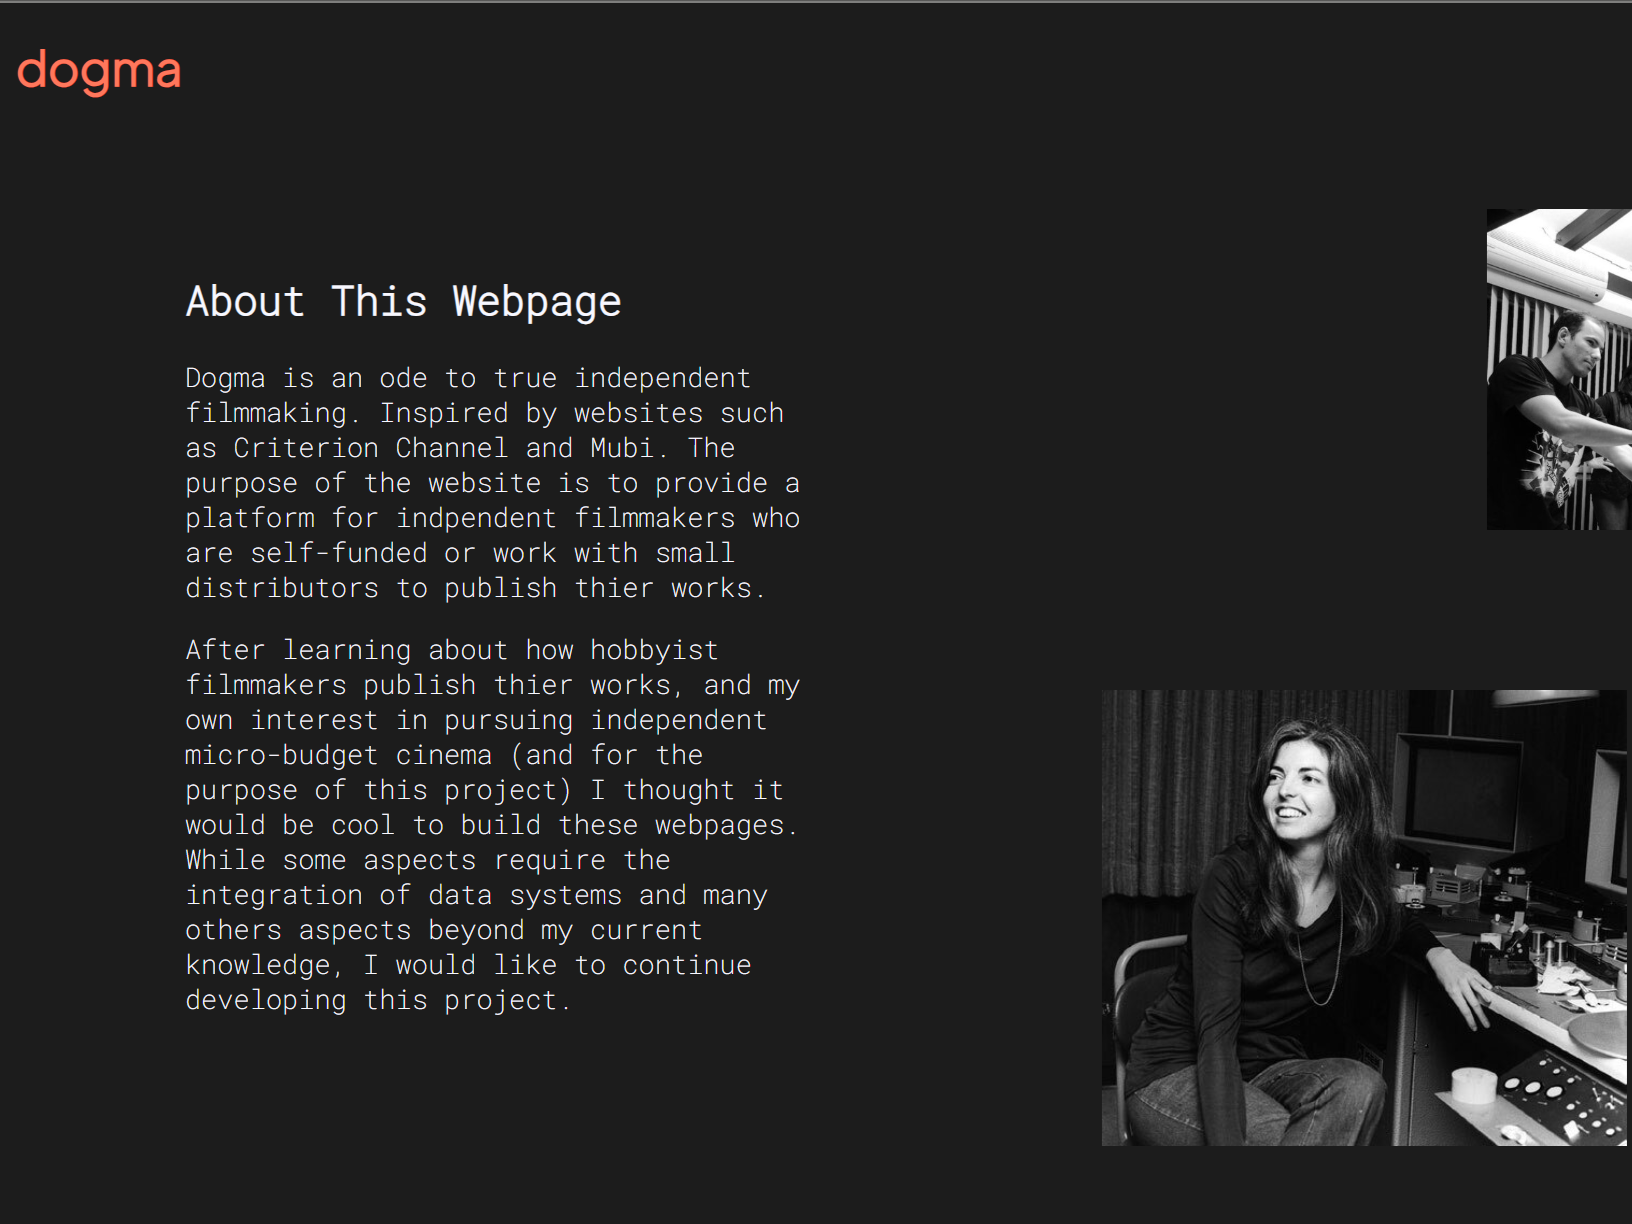 dogma
About This Webpage
Dogma is an ode to true independent
filmmaking. Inspired by websites such
as Criterion Channel and Mubi. The
purpose of the website is to provide a
platform for indpendent filmmakers who
are self-funded or work with small
distributors to publish thier works.
After learning about how hobbyist
filmmakers publish thier works, and my
own interest in pursuing independent
micro-budget cinema (and for the
purpose of this project) I thought it
would be cool to build these webpages.
While some aspects require the
integration of data systems and many
others aspects beyond my current
knowledge, I would like to continue
developing this project.